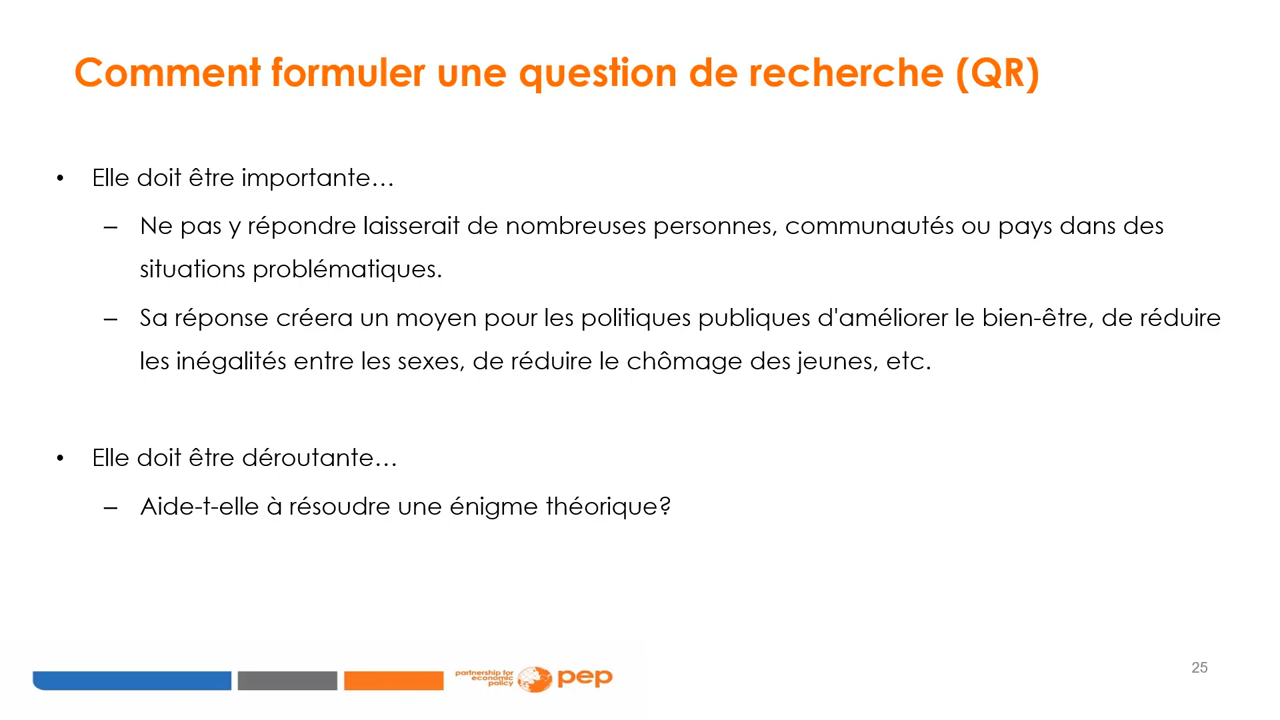 Comment formuler une question de recherche (QR)
• Elle doit être importante…
– Ne pas y répondre laisserait de nombreuses personnes, communautés ou pays dans des
situations problématiques.
– Sa réponse créera un moyen pour les politiques publiques d'améliorer le bien-être, de réduire
les inégalités entre les sexes, de réduire le chômage des jeunes, etc.
• Elle doit être déroutante…
– Aide-t-elle à résoudre une énigme théorique?
partnership for
economic
policy
pep
25